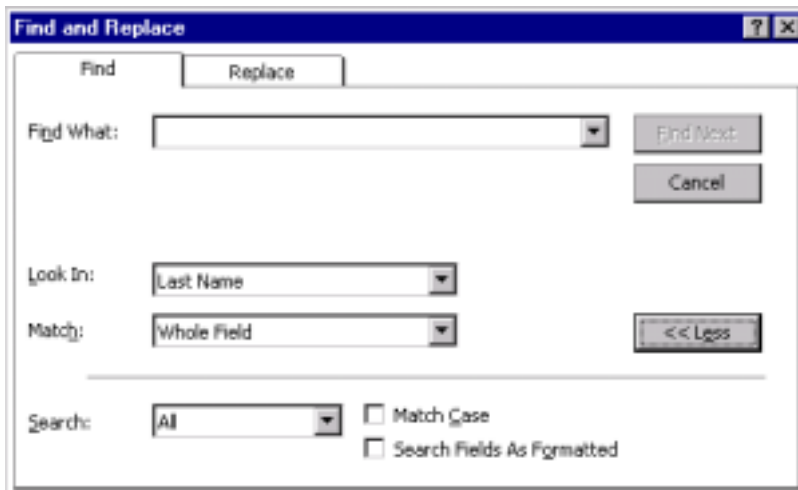 Find and Replace
Find Replace
Find What: Find Next
Cancel
Look In: Last Name
Match: Whole Field << Less
Search: All Match Case
Search Fields As Formatted